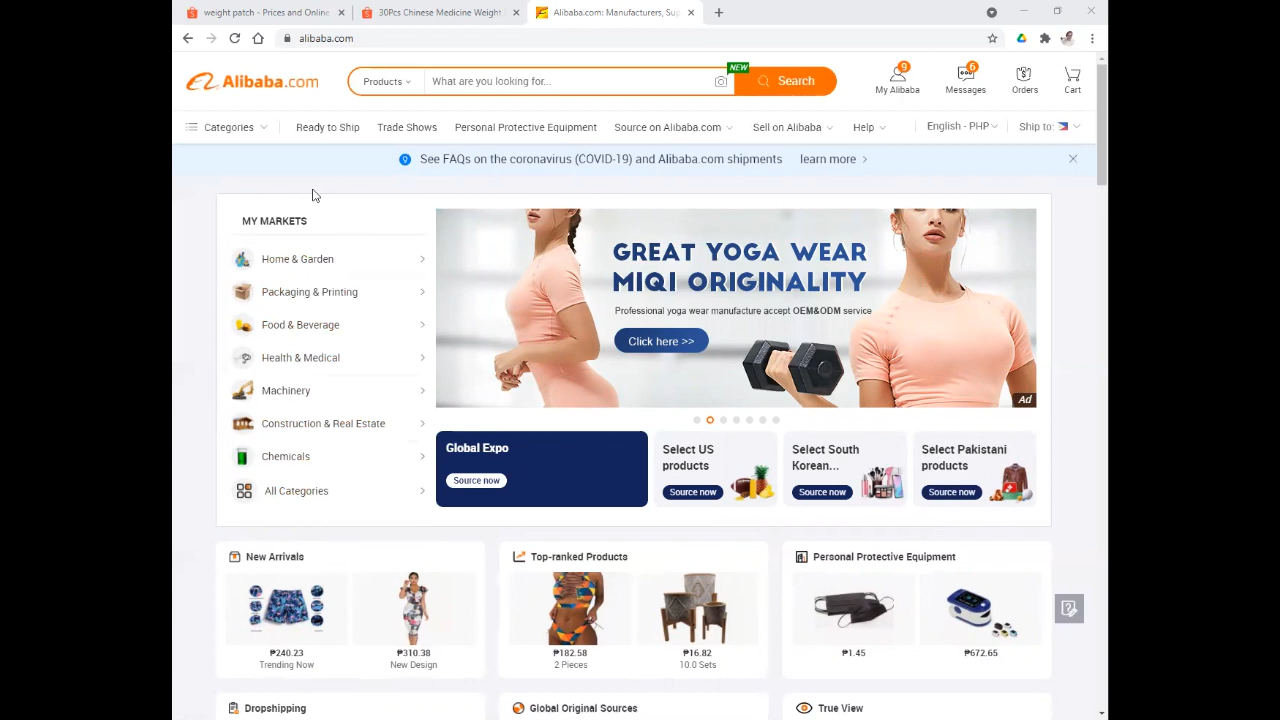 weight patch - Prices and Online
30Pcs Chinese Medicine Weight
Alibaba.com: Manufacturers, Sup
alibaba.com
Alibaba.com
Products
What are you looking for...
NEW
Search
9
My Alibaba
6
Messages
Orders
Cart
Categories
Ready to Ship
Trade Shows
Personal Protective Equipment
Source on Alibaba.com
Sell on Alibaba
Help
English - PHP
Ship to:
See FAQs on the coronavirus (COVID-19) and Alibaba.com shipments learn more
MY MARKETS
Home & Garden
Packaging & Printing
Food & Beverage
Health & Medical
Machinery
Construction & Real Estate
Chemicals
All Categories
GREAT YOGA WEAR
MIQI ORIGINALITY
Professional yoga wear manufacture accept OEM&ODM service
Click here >>
Ad
Global Expo
Source now
Select US
products
Source now
Select South
Korean...
Source now
Select Pakistani
products
Source now
New Arrivals
₱240.23
Trending Now
₱310.38
New Design
Top-ranked Products
₱182.58
2 Pieces
₱16.82
10.0 Sets
Personal Protective Equipment
₱1.45
₱672.65
Dropshipping
Global Original Sources
True View